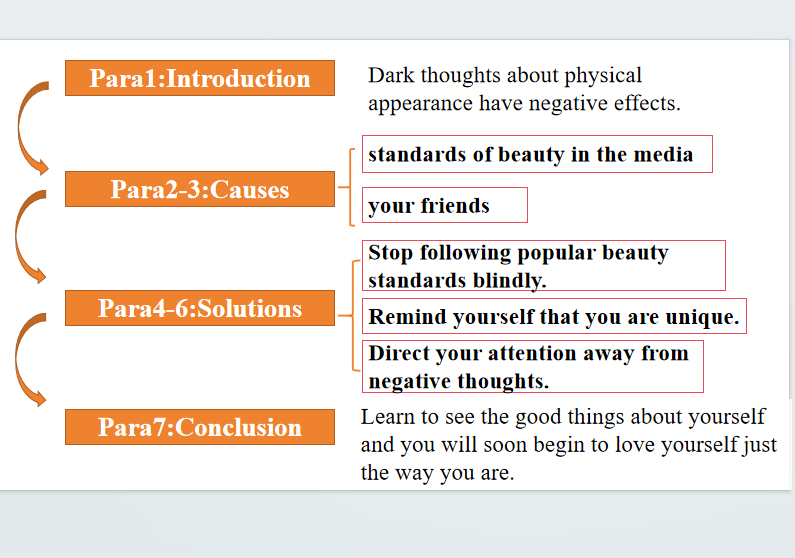 Para1:Introduction
Dark thoughts about physical
appearance have negative effects.
Para2-3:Causes
standards of beauty in the media
your friends
Para4-6:Solutions
Stop following popular beauty
standards blindly.
Remind yourself that you are unique.
Direct your attention away from
negative thoughts.
Para7:Conclusion
Learn to see the good things about yourself
and you will soon begin to love yourself just
the way you are.